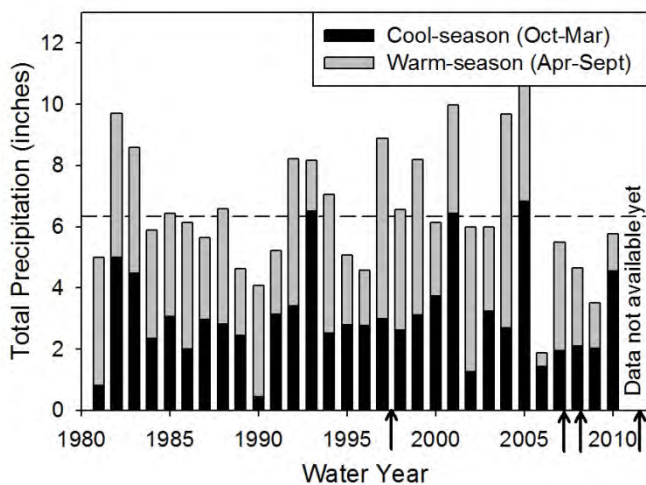 Cool-season (Oct-Mar)
Warm-season (Apr-Sept)
Total Precipitation (inches)
12
10
8
6
4
2
0
Data not available yet
1980 1985 1990 1995 2000 2005 2010
Water Year